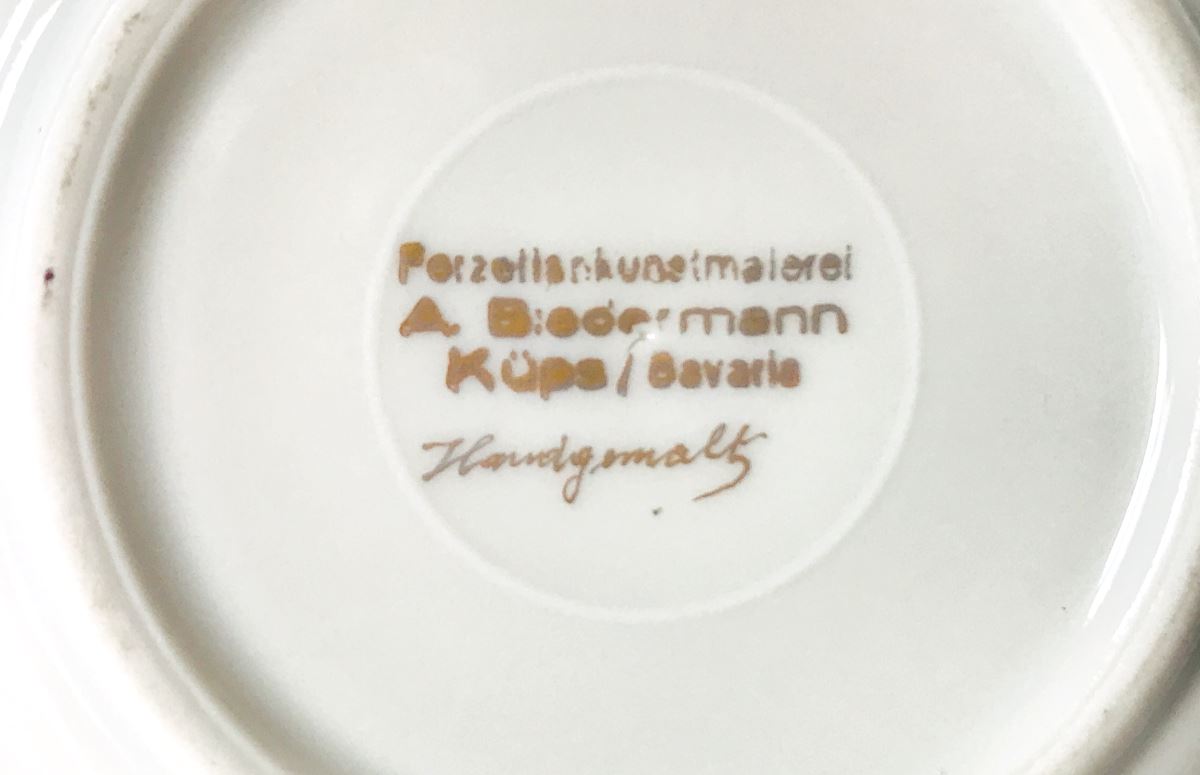 Porzellankunstmalerei
A. Biedermann
Küps / Bavaria
Handgemalt